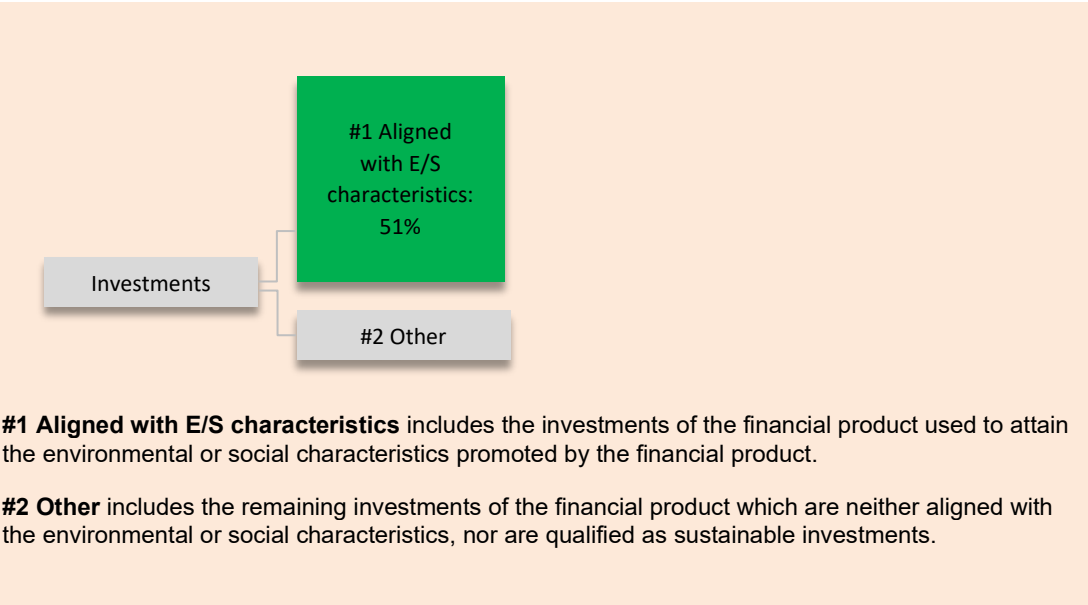 #1 Aligned
with E/S
characteristics:
51%
Investments
#2 Other
#1 Aligned with E/S characteristics includes the investments of the financial product used to attain
the environmental or social characteristics promoted by the financial product.
#2 Other includes the remaining investments of the financial product which are neither aligned with
the environmental or social characteristics, nor are qualified as sustainable investments.